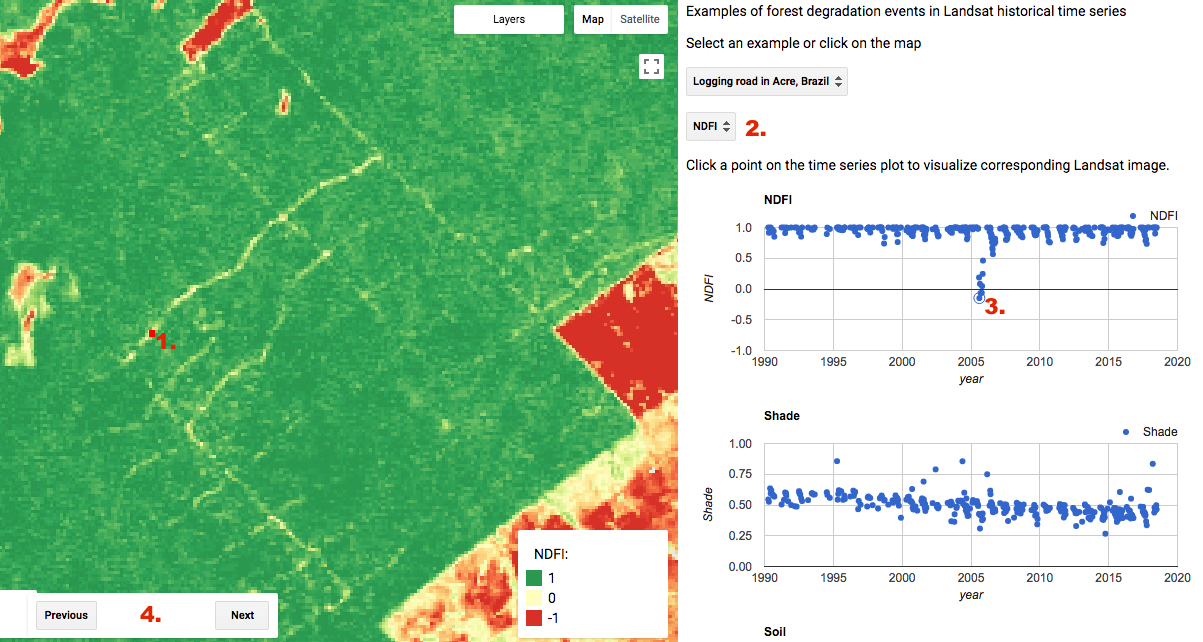 Layers
Map Satellite
1.
NDFI:
1
0
-1
Previous 4. Next
Examples of forest degradation events in Landsat historical time series
Select an example or click on the map
Logging road in Acre, Brazil
NDFI 2.
Click a point on the time series plot to visualize corresponding Landsat image.
NDFI
NDFI
1.0
0.5
0.0
-0.5
-1.0
NDFI
3.
1990 1995 2000 2005 2010 2015 2020
year
Shade
Shade
1.00
0.75
0.50
0.25
0.00
Shade
1990 1995 2000 2005 2010 2015 2020
year
Soil